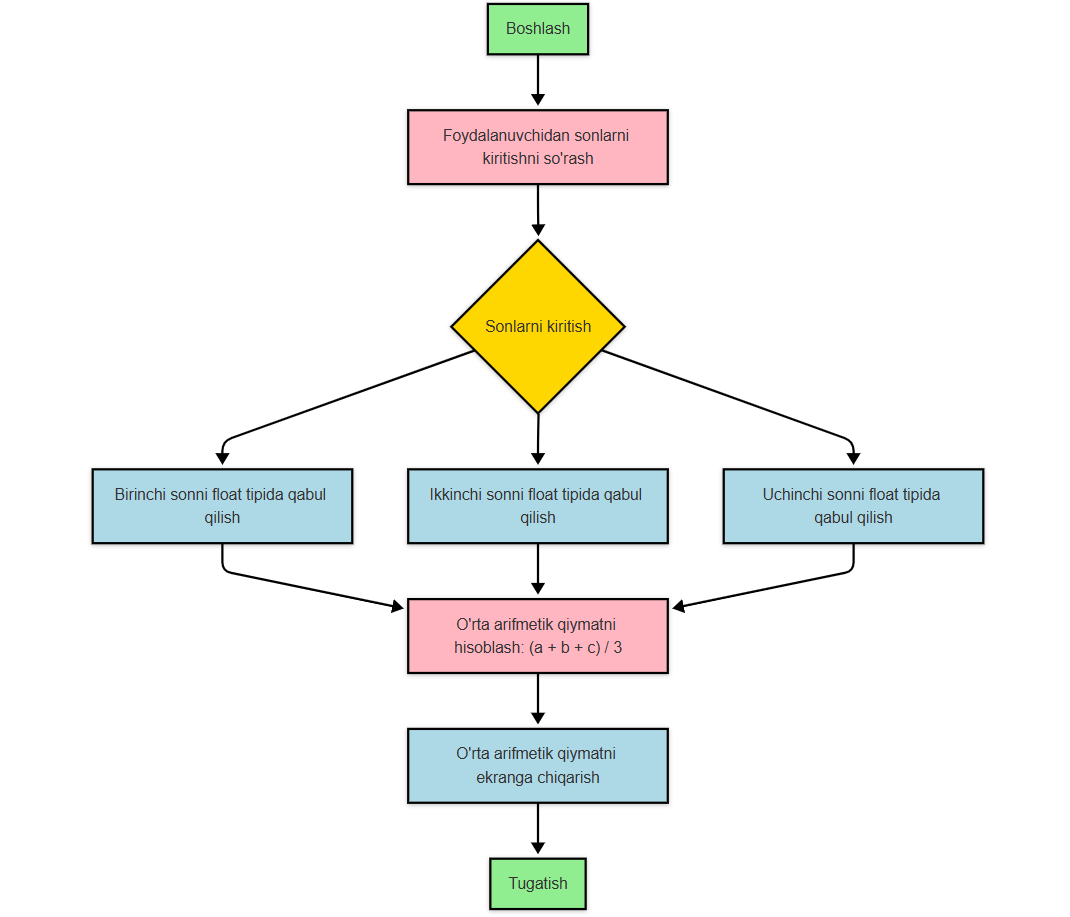 Boshlash
Foydalanuvchidan sonlarni
kiritishni so'rash
Sonlarni kiritish
Birinchi sonni float tipida qabul
qilish
Ikkinchi sonni float tipida qabul
qilish
Uchinchi sonni float tipida
qabul qilish
O'rta arifmetik qiymatni
hisoblash: (a + b + c) / 3
O'rta arifmetik qiymatni
ekranga chiqarish
Tugatish